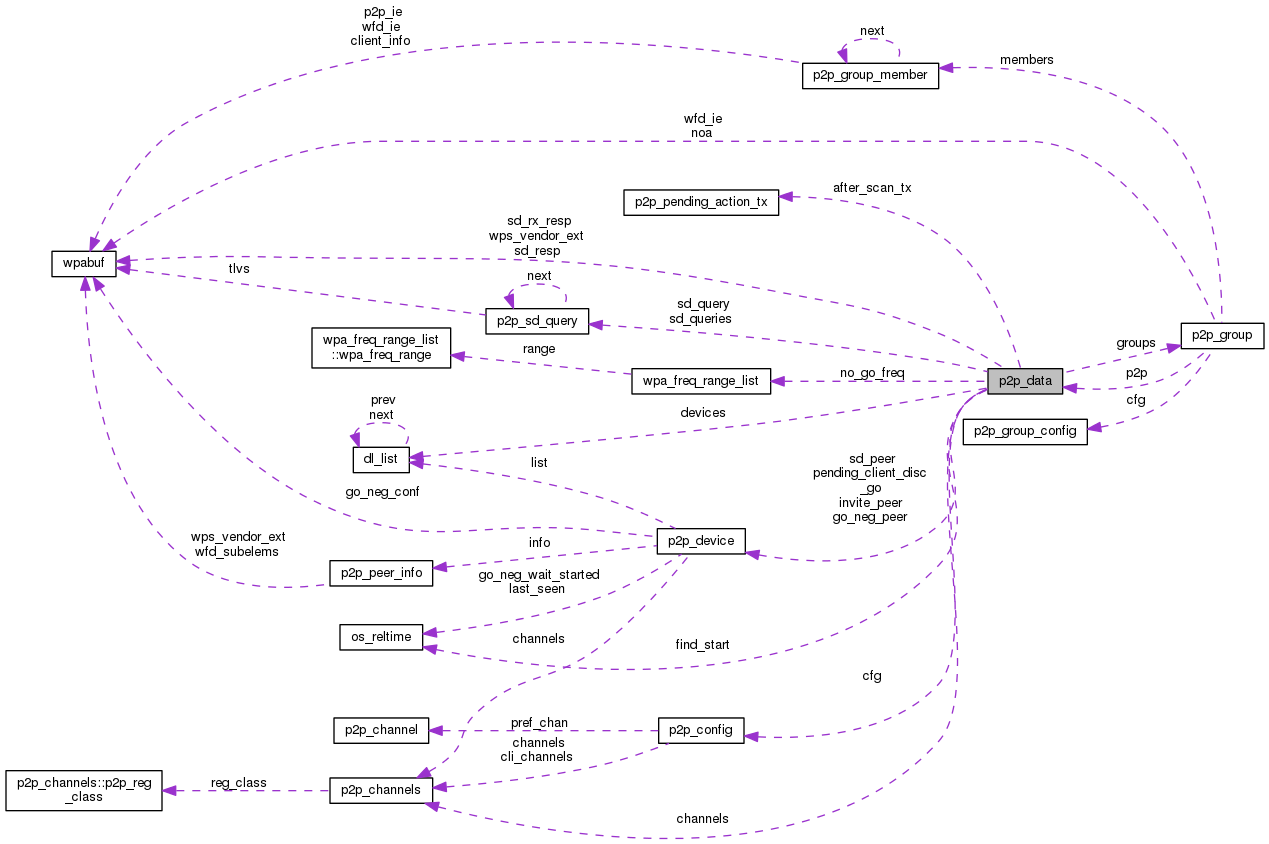 p2p_ie
wfd_ie
client_info
next
p2p_group_member
members
wfd_ie
noa
after_scan_tx
p2p_pending_action_tx
sd_rx_resp
wps_vendor_ext
sd_resp
wpabuf
tlvs
next
p2p_sd_query
sd_query
sd_queries
p2p_group
groups
wpa_freq_range_list
::wpa_freq_range
range
wpa_freq_range_list
no_go_freq
p2p_data
p2p
cfg
prev
next
devices
p2p_group_config
dl_list
list
sd_peer
pending_client_disc
_go
invite_peer
go_neg_peer
go_neg_conf
wps_vendor_ext
wfd_subelems
info
p2p_device
p2p_peer_info
go_neg_wait_started
last_seen
os_reltime
channels
find_start
cfg
p2p_channel
pref_chan
p2p_config
channels
cli_channels
p2p_channels::p2p_reg
_class
reg_class
p2p_channels
channels